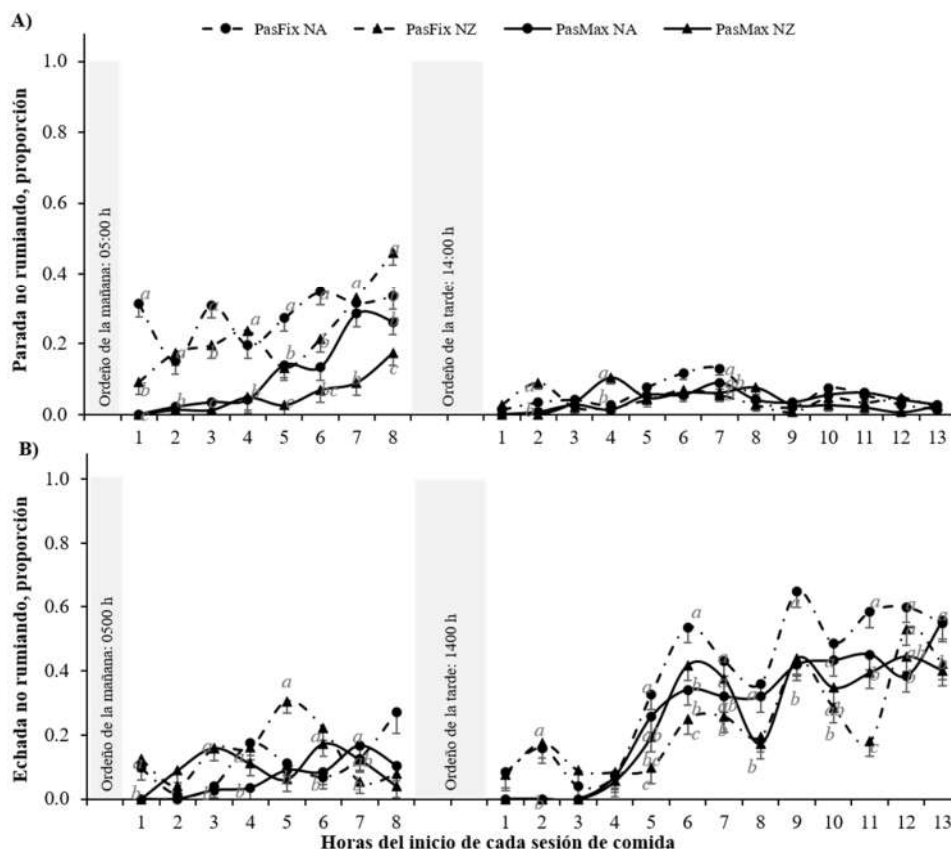 A)
PasFix NA PasFix NZ PasMax NA PasMax NZ
Parada no rumiando, proporción
1.0
0.8
0.6
0.4
0.2
0.0
Ordeño de la mañana: 05:00 h
Ordeño de la tarde: 14:00 h
1 2 3 4 5 6 7 8 1 2 3 4 5 6 7 8 9 10 11 12 13
B)
Echada no rumiando, proporción
1.0
0.8
0.6
0.4
0.2
0.0
Ordeño de la mañana: 0500 h
Ordeño de la tarde: 1400 h
1 2 3 4 5 6 7 8 1 2 3 4 5 6 7 8 9 10 11 12 13
Horas del inicio de cada sesión de comida